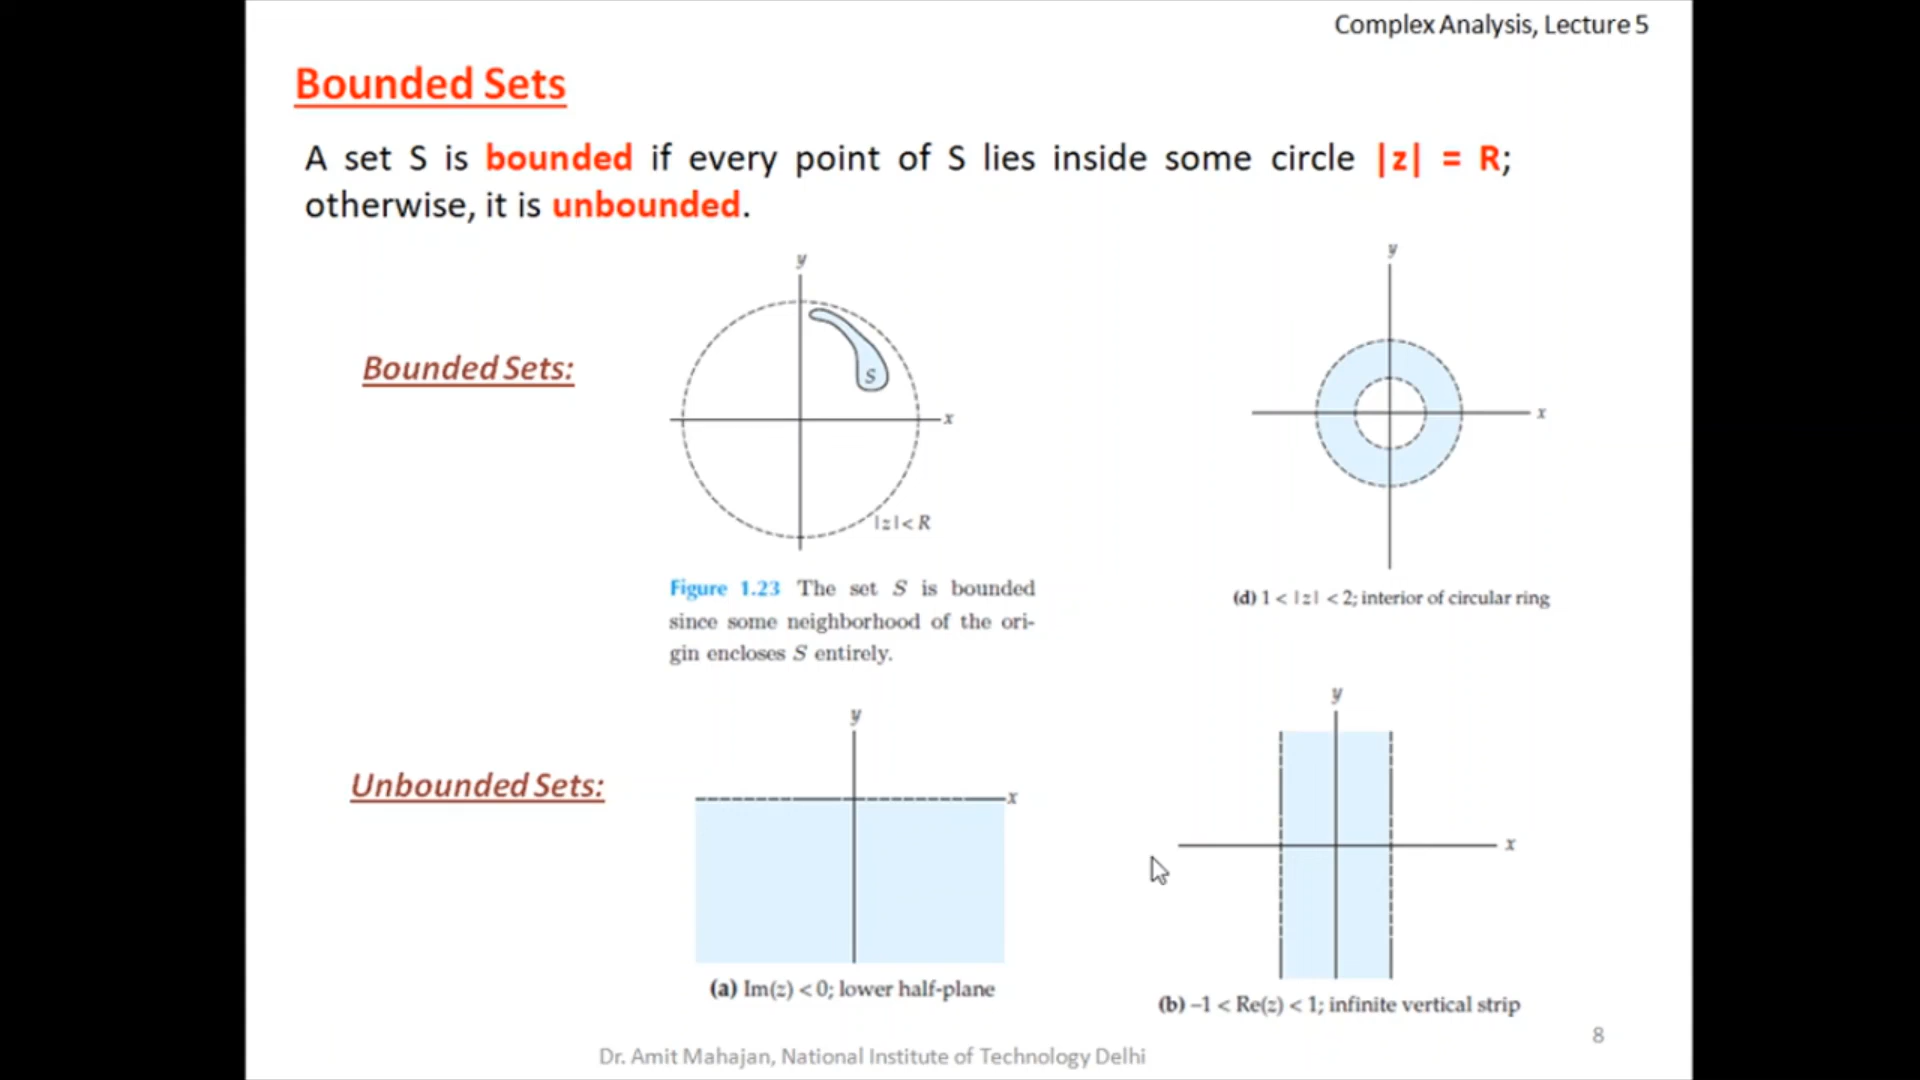 Complex Analysis, Lecture 5
Bounded Sets
A set S is bounded if every point of S lies inside some circle |z| = R;
otherwise, it is unbounded.
y
y
Bounded Sets:
S
x
x
|z| < R
Figure 1.23 The set S is bounded
since some neighborhood of the ori-
gin encloses S entirely.
(d) 1 < |z| < 2; interior of circular ring
y
y
Unbounded Sets:
x
x
(a) Im(z) < 0; lower half-plane
(b) –1 < Re(z) < 1; infinite vertical strip
8
Dr. Amit Mahajan, National Institute of Technology Delhi